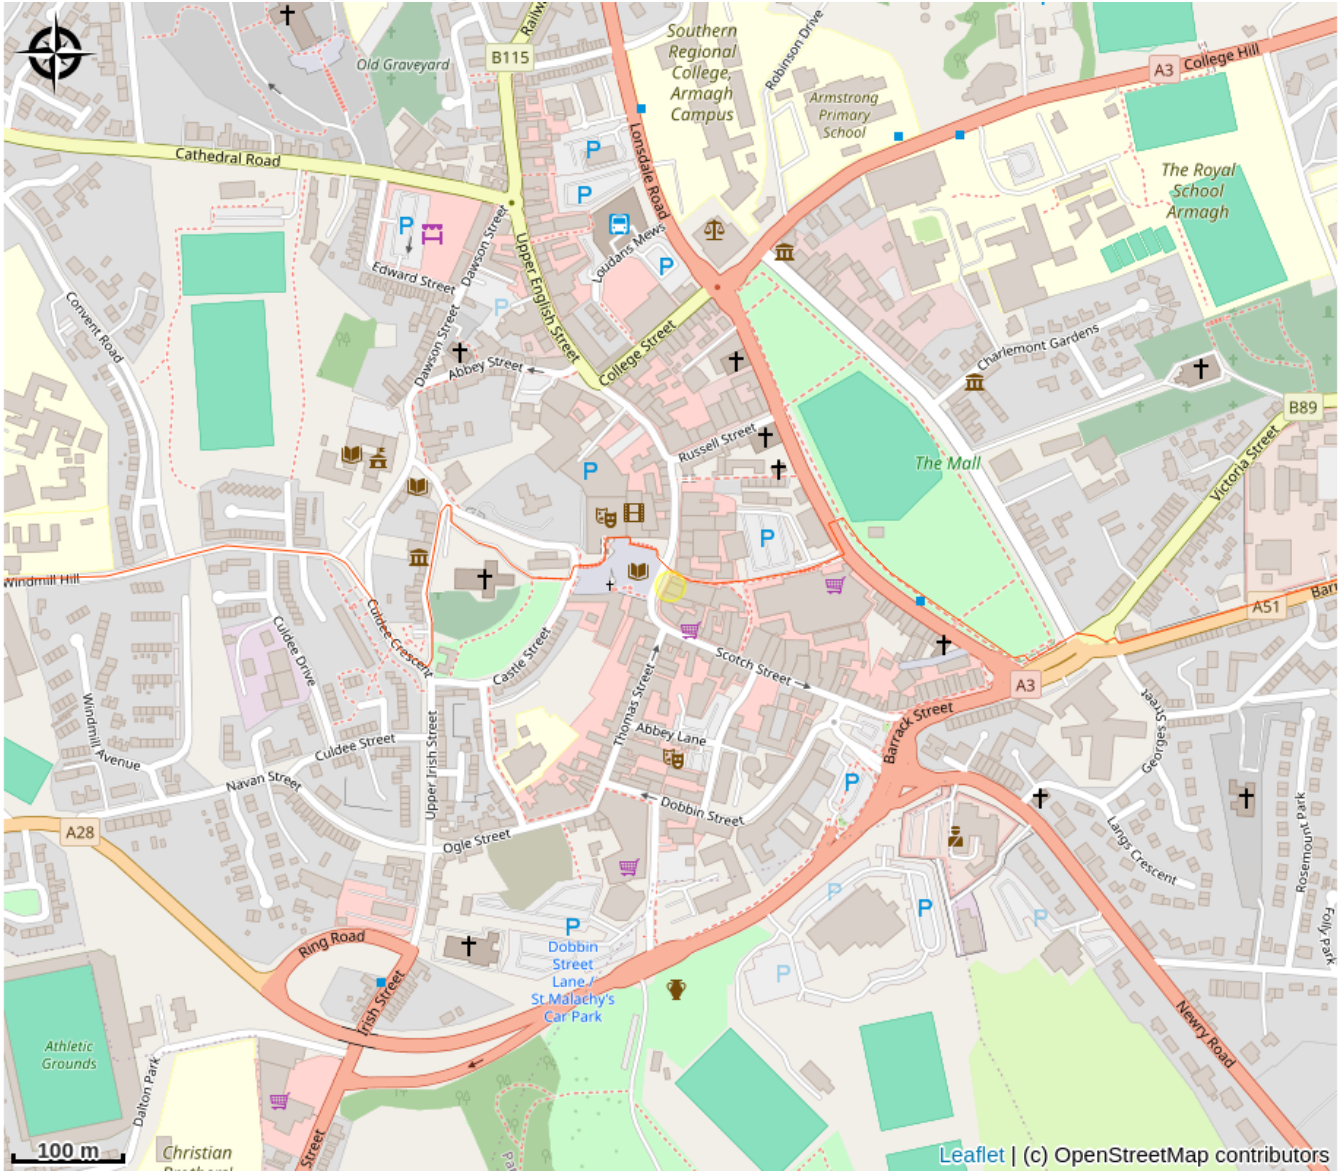 Old Graveyard
B115
Railw
Southern
Regional
College,
Armagh
Campus
Robinson Drive
Armstrong
Primary
School
A3
College Hill
Lonsdale Road
Cathedral Road
The Royal
School
Armagh
P
P
P
P
P
Dawson Street
Upper English Street
Loudans Mews
Edward Street
Convent Road
Dawson Street
Abbey Street
College Street
Charlemont Gardens
B89
Russell Street
The Mall
Victoria Street
P
P
Windmill Hill
Culdee Crescent
A51
Barr
Culdee Drive
Castle Street
Scotch Street
Thomas Street
A3
Barrack Street
Georges Street
Windmill Avenue
Culdee Street
Upper Irish Street
Abbey Lane
Navan Street
P
Dobbin Street
A28
Ogle Street
Langs Crescent
Rosemount Park
P
P
P
P
Folly Park
Ring Road
Dobbin
Street
Lane /
St Malachy's
Car Park
P
Irish Street
Newry Road
Athletic
Grounds
Dalton Park
Street
Par
100 m
Christian
Brothers'
Leaflet | (c) OpenStreetMap contributors